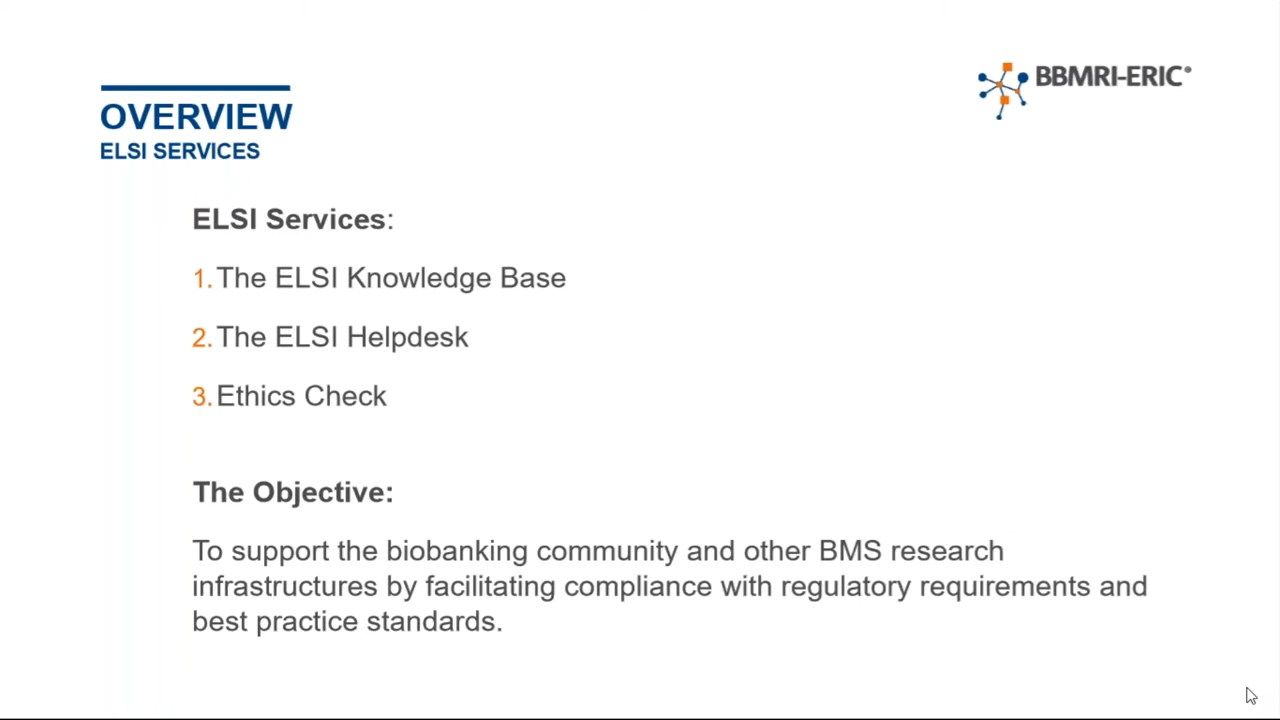 BBMRI-ERIC®
OVERVIEW
ELSI SERVICES
ELSI Services:
1. The ELSI Knowledge Base
2. The ELSI Helpdesk
3. Ethics Check
The Objective:
To support the biobanking community and other BMS research
infrastructures by facilitating compliance with regulatory requirements and
best practice standards.